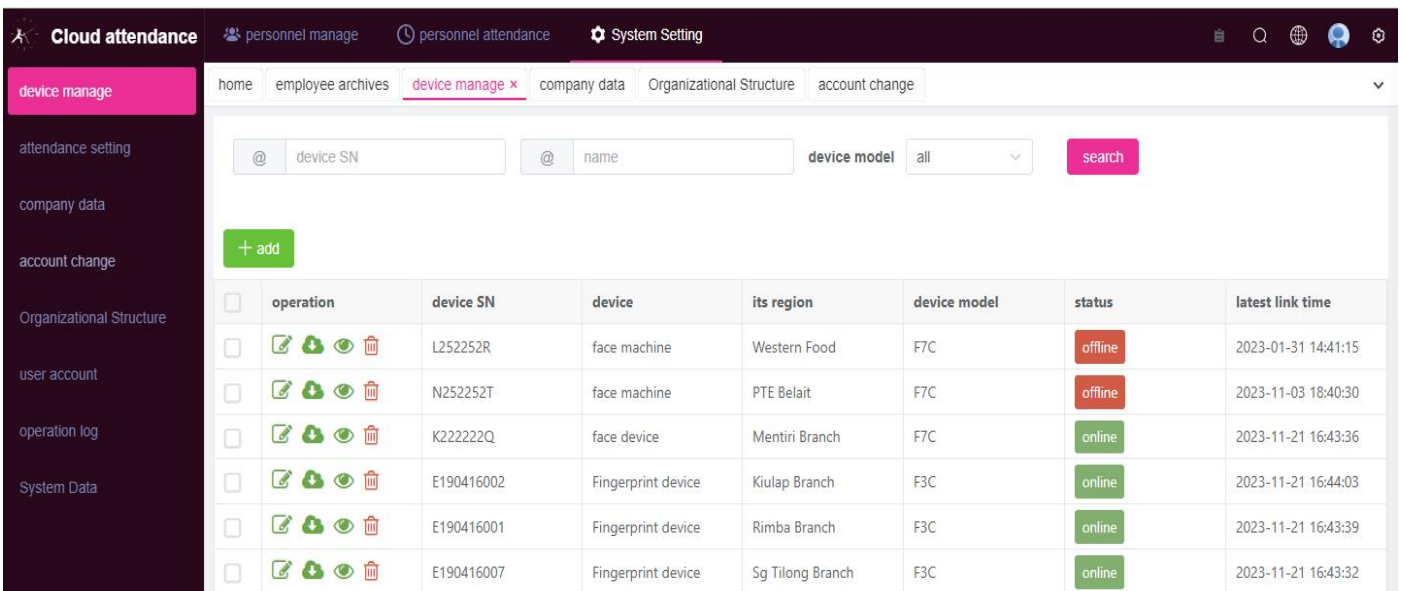 Cloud attendance personnel manage personnel attendance System Setting
device manage
attendance setting
company data
account change
Organizational Structure
user account
operation log
System Data
home employee archives device manage × company data Organizational Structure account change
@ device SN @ name device model all search
+ add
operation device SN device its region device model status latest link time
L252252R face machine Western Food F7C offline 2023-01-31 14:41:15
N252252T face machine PTE Belait F7C offline 2023-11-03 18:40:30
K222222Q face device Mentiri Branch F7C online 2023-11-21 16:43:36
E190416002 Fingerprint device Kiulap Branch F3C online 2023-11-21 16:44:03
E190416001 Fingerprint device Rimba Branch F3C online 2023-11-21 16:43:39
E190416007 Fingerprint device Sg Tilong Branch F3C online 2023-11-21 16:43:32